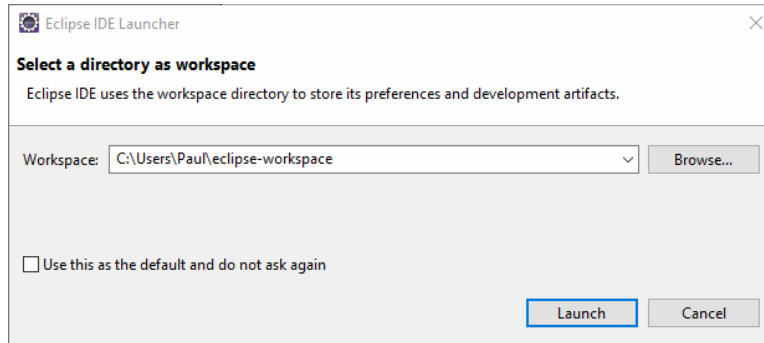 Eclipse IDE Launcher
Select a directory as workspace
Eclipse IDE uses the workspace directory to store its preferences and development artifacts.
Workspace: C:\Users\Paul\eclipse-workspace Browse...
Use this as the default and do not ask again
Launch Cancel